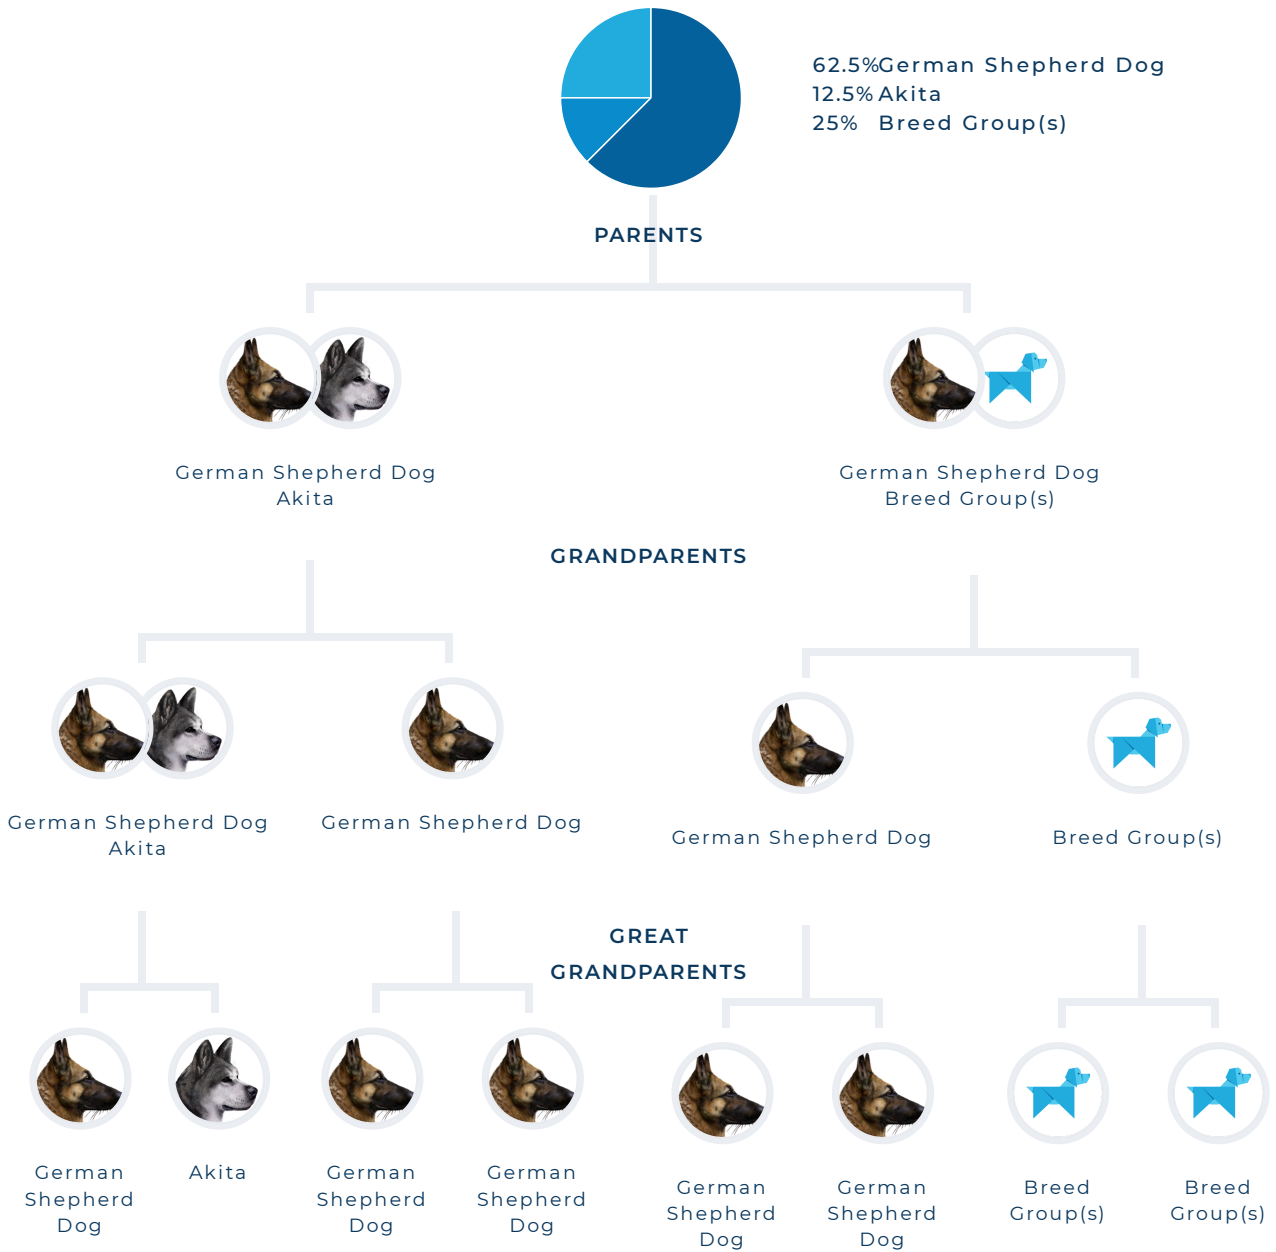 62.5%German Shepherd Dog
12.5% Akita
25% Breed Group(s)
PARENTS
German Shepherd Dog
Akita
German Shepherd Dog
Breed Group(s)
GRANDPARENTS
German Shepherd Dog
Akita
German Shepherd Dog
German Shepherd Dog
Breed Group(s)
GREAT
GRANDPARENTS
German
Shepherd
Dog
Akita
German
Shepherd
Dog
German
Shepherd
Dog
German
Shepherd
Dog
German
Shepherd
Dog
Breed
Group(s)
Breed
Group(s)